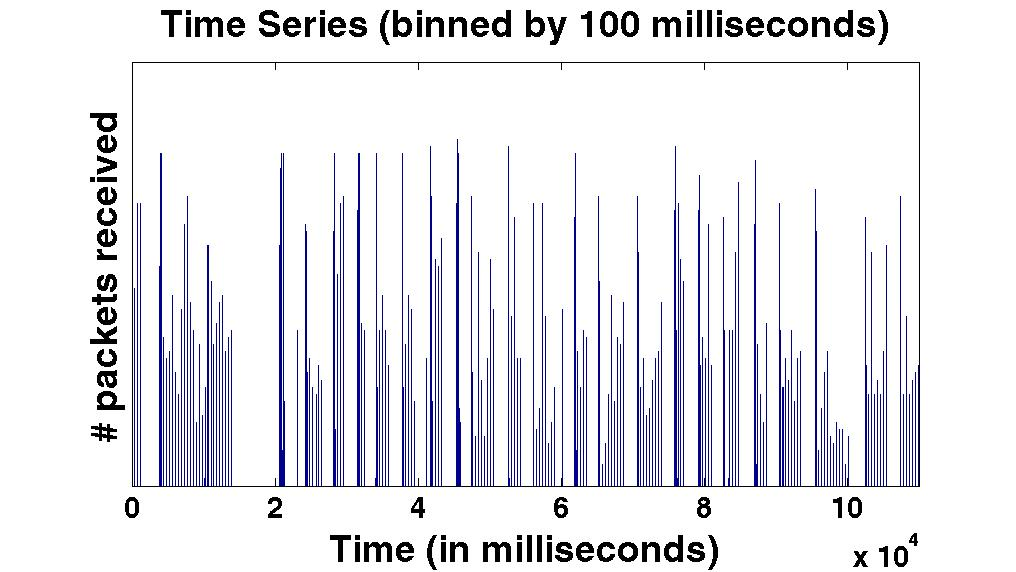 Time Series (binned by 100 milliseconds)
# packets received
0 2 4 6 8 10
x 10^4
Time (in milliseconds)